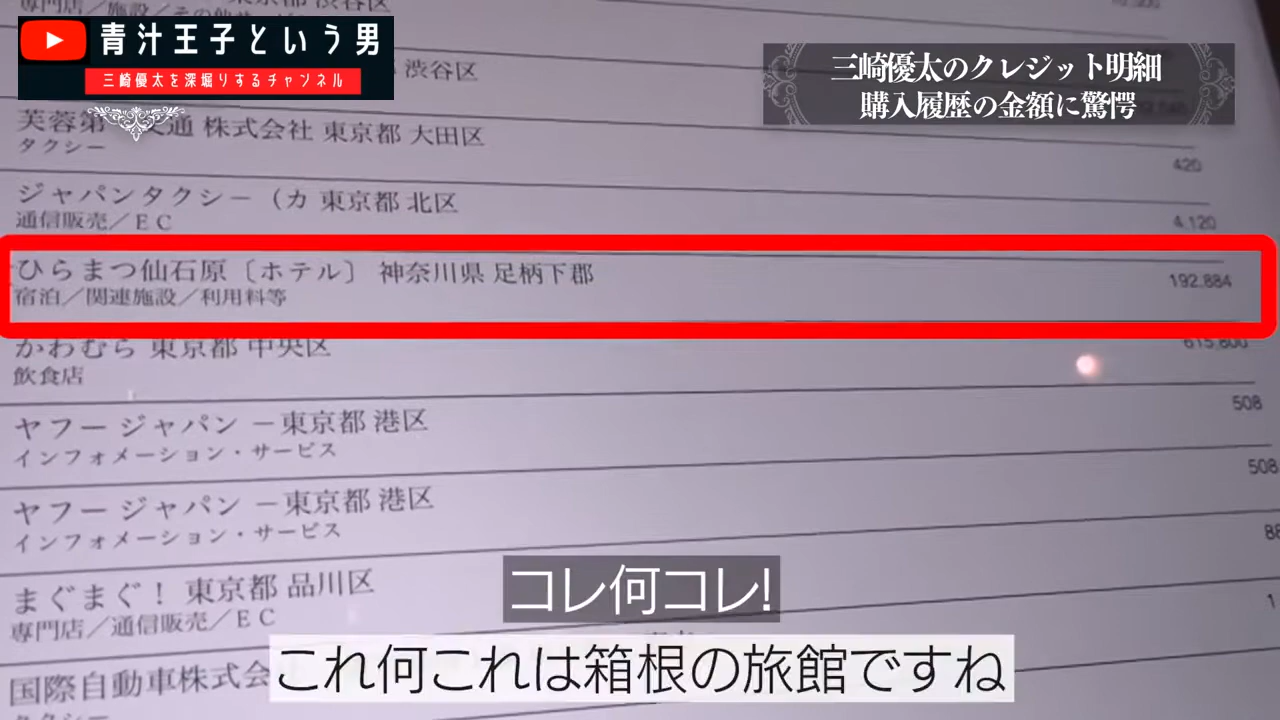 青汁王子という男
三崎優太を深掘りするチャンネル
三崎優太のクレジット明細
購入履歴の金額に驚愕
渋谷区
交通 株式会社 東京都 大田区
タクシー
420
ジャパンタクシー（カ 東京都 北区
通信販売／ＥＣ
4,120
ひらまつ仙石原〔ホテル〕 神奈川県 足柄下郡
宿泊／関連施設／利用料等
192,884
かわむら 東京都 中央区
飲食店
615,800
ヤフー ジャパン －東京都 港区
インフォメーション・サービス
508
ヤフー ジャパン －東京都 港区
インフォメーション・サービス
508
まぐまぐ！ 東京都 品川区
専門店／通信販売／ＥＣ
国際自動車株式会
コレ何コレ!
これ何これは箱根の旅館ですね